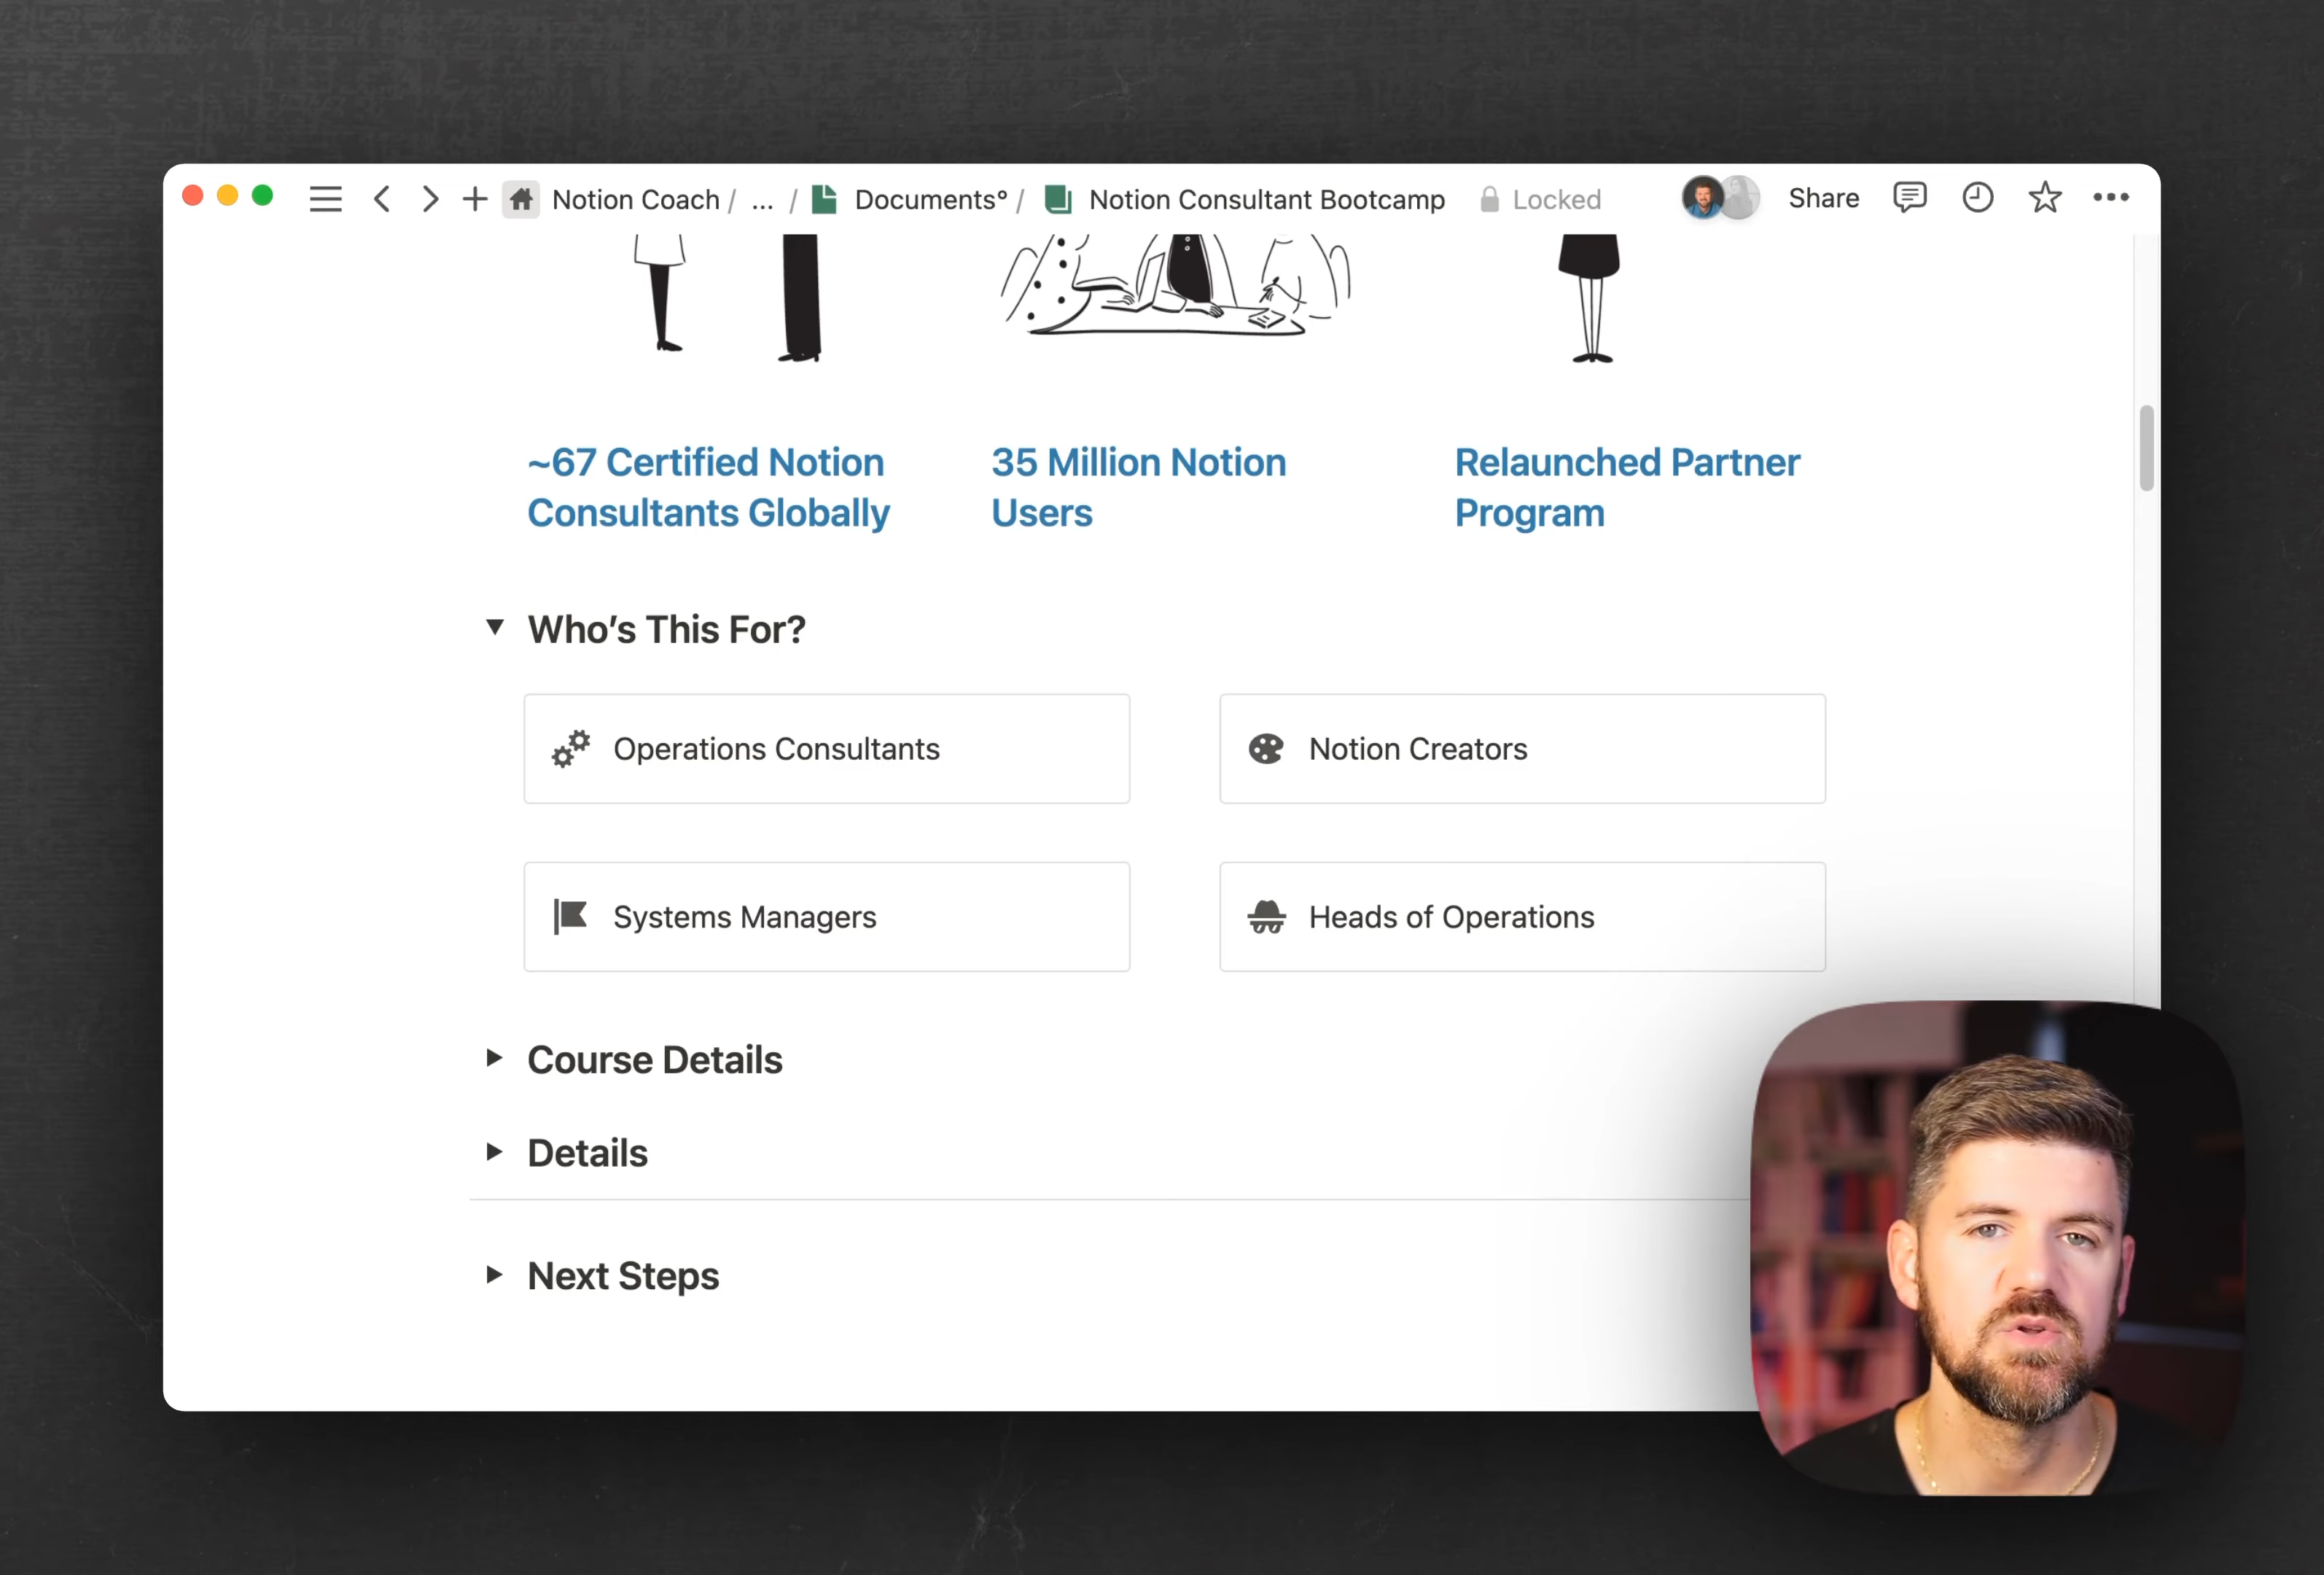 Notion Coach / ... / Documents° / Notion Consultant Bootcamp Locked Share
~67 Certified Notion
Consultants Globally
35 Million Notion
Users
Relaunched Partner
Program
Who’s This For?
Operations Consultants
Notion Creators
Systems Managers
Heads of Operations
Course Details
Details
Next Steps